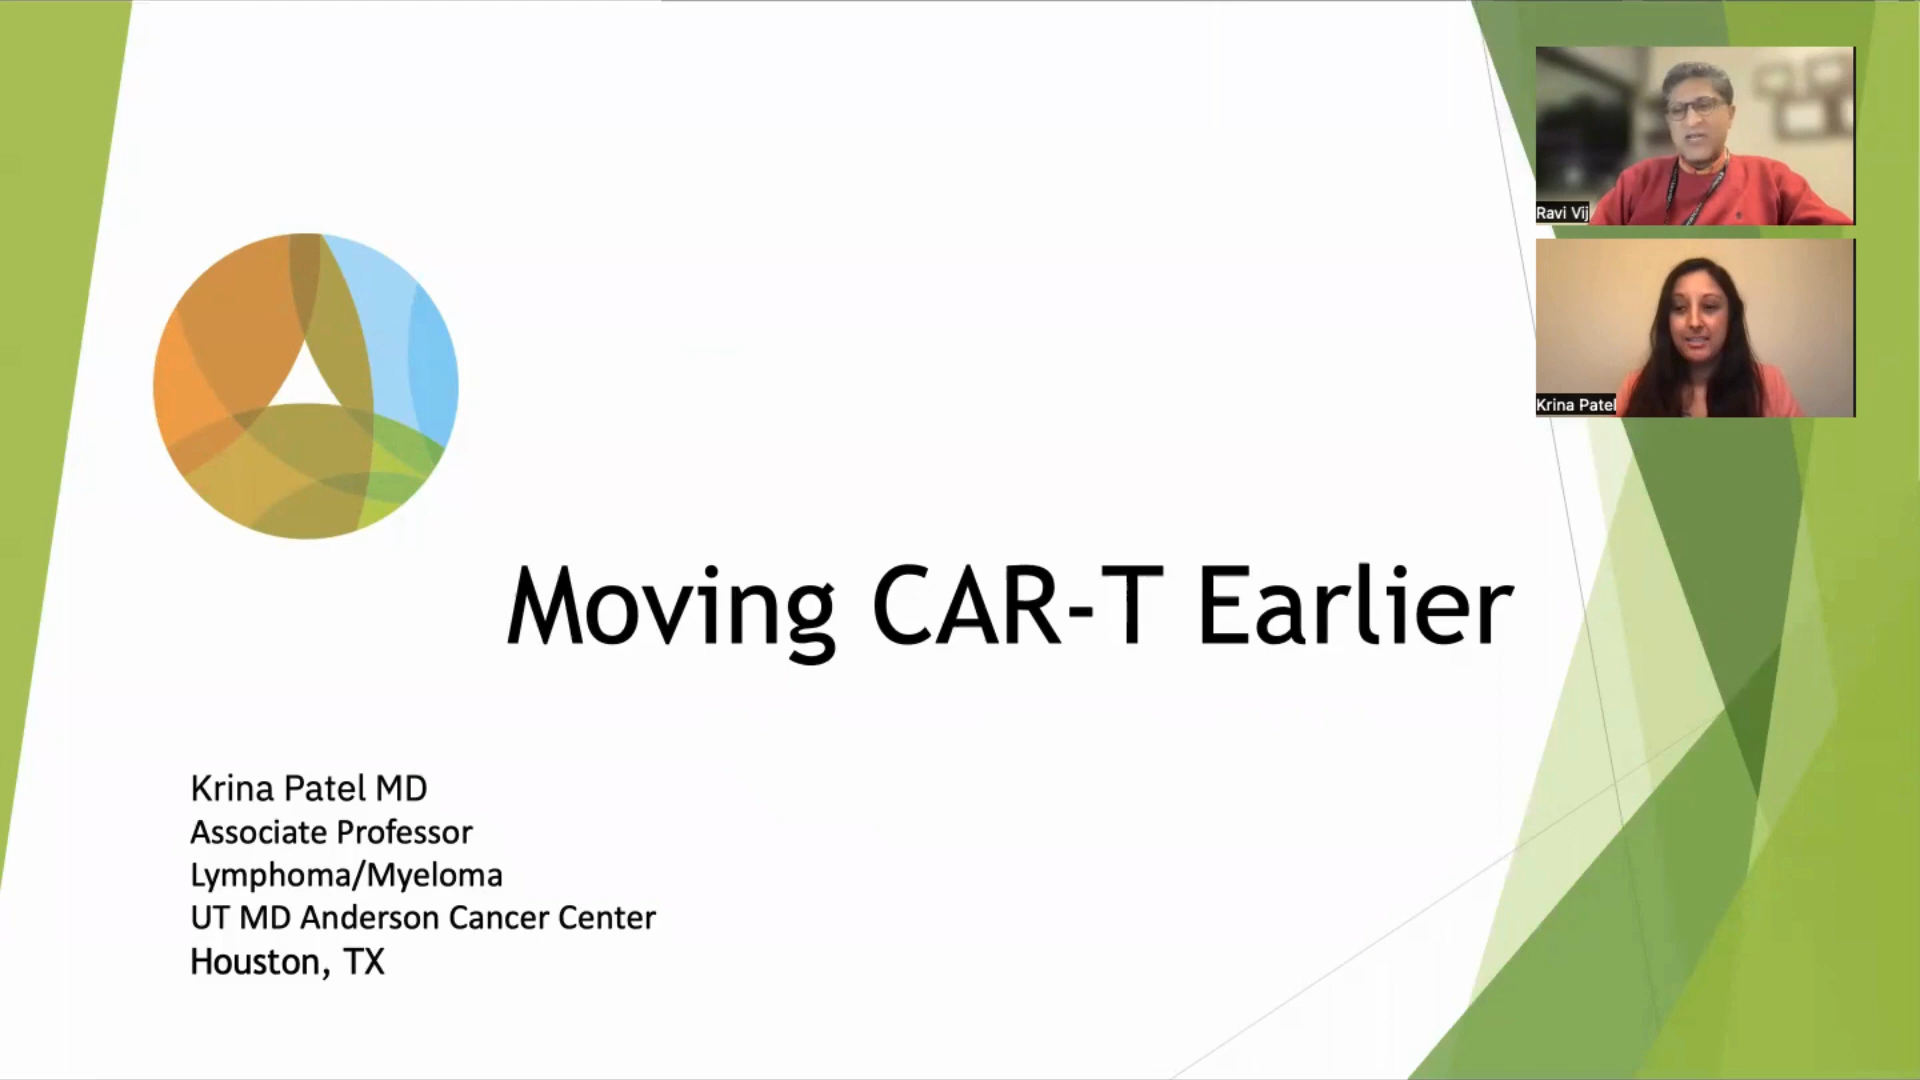 Ravi Vij
Krina Patel
Moving CAR-T Earlier
Krina Patel MD
Associate Professor
Lymphoma/Myeloma
UT MD Anderson Cancer Center
Houston, TX